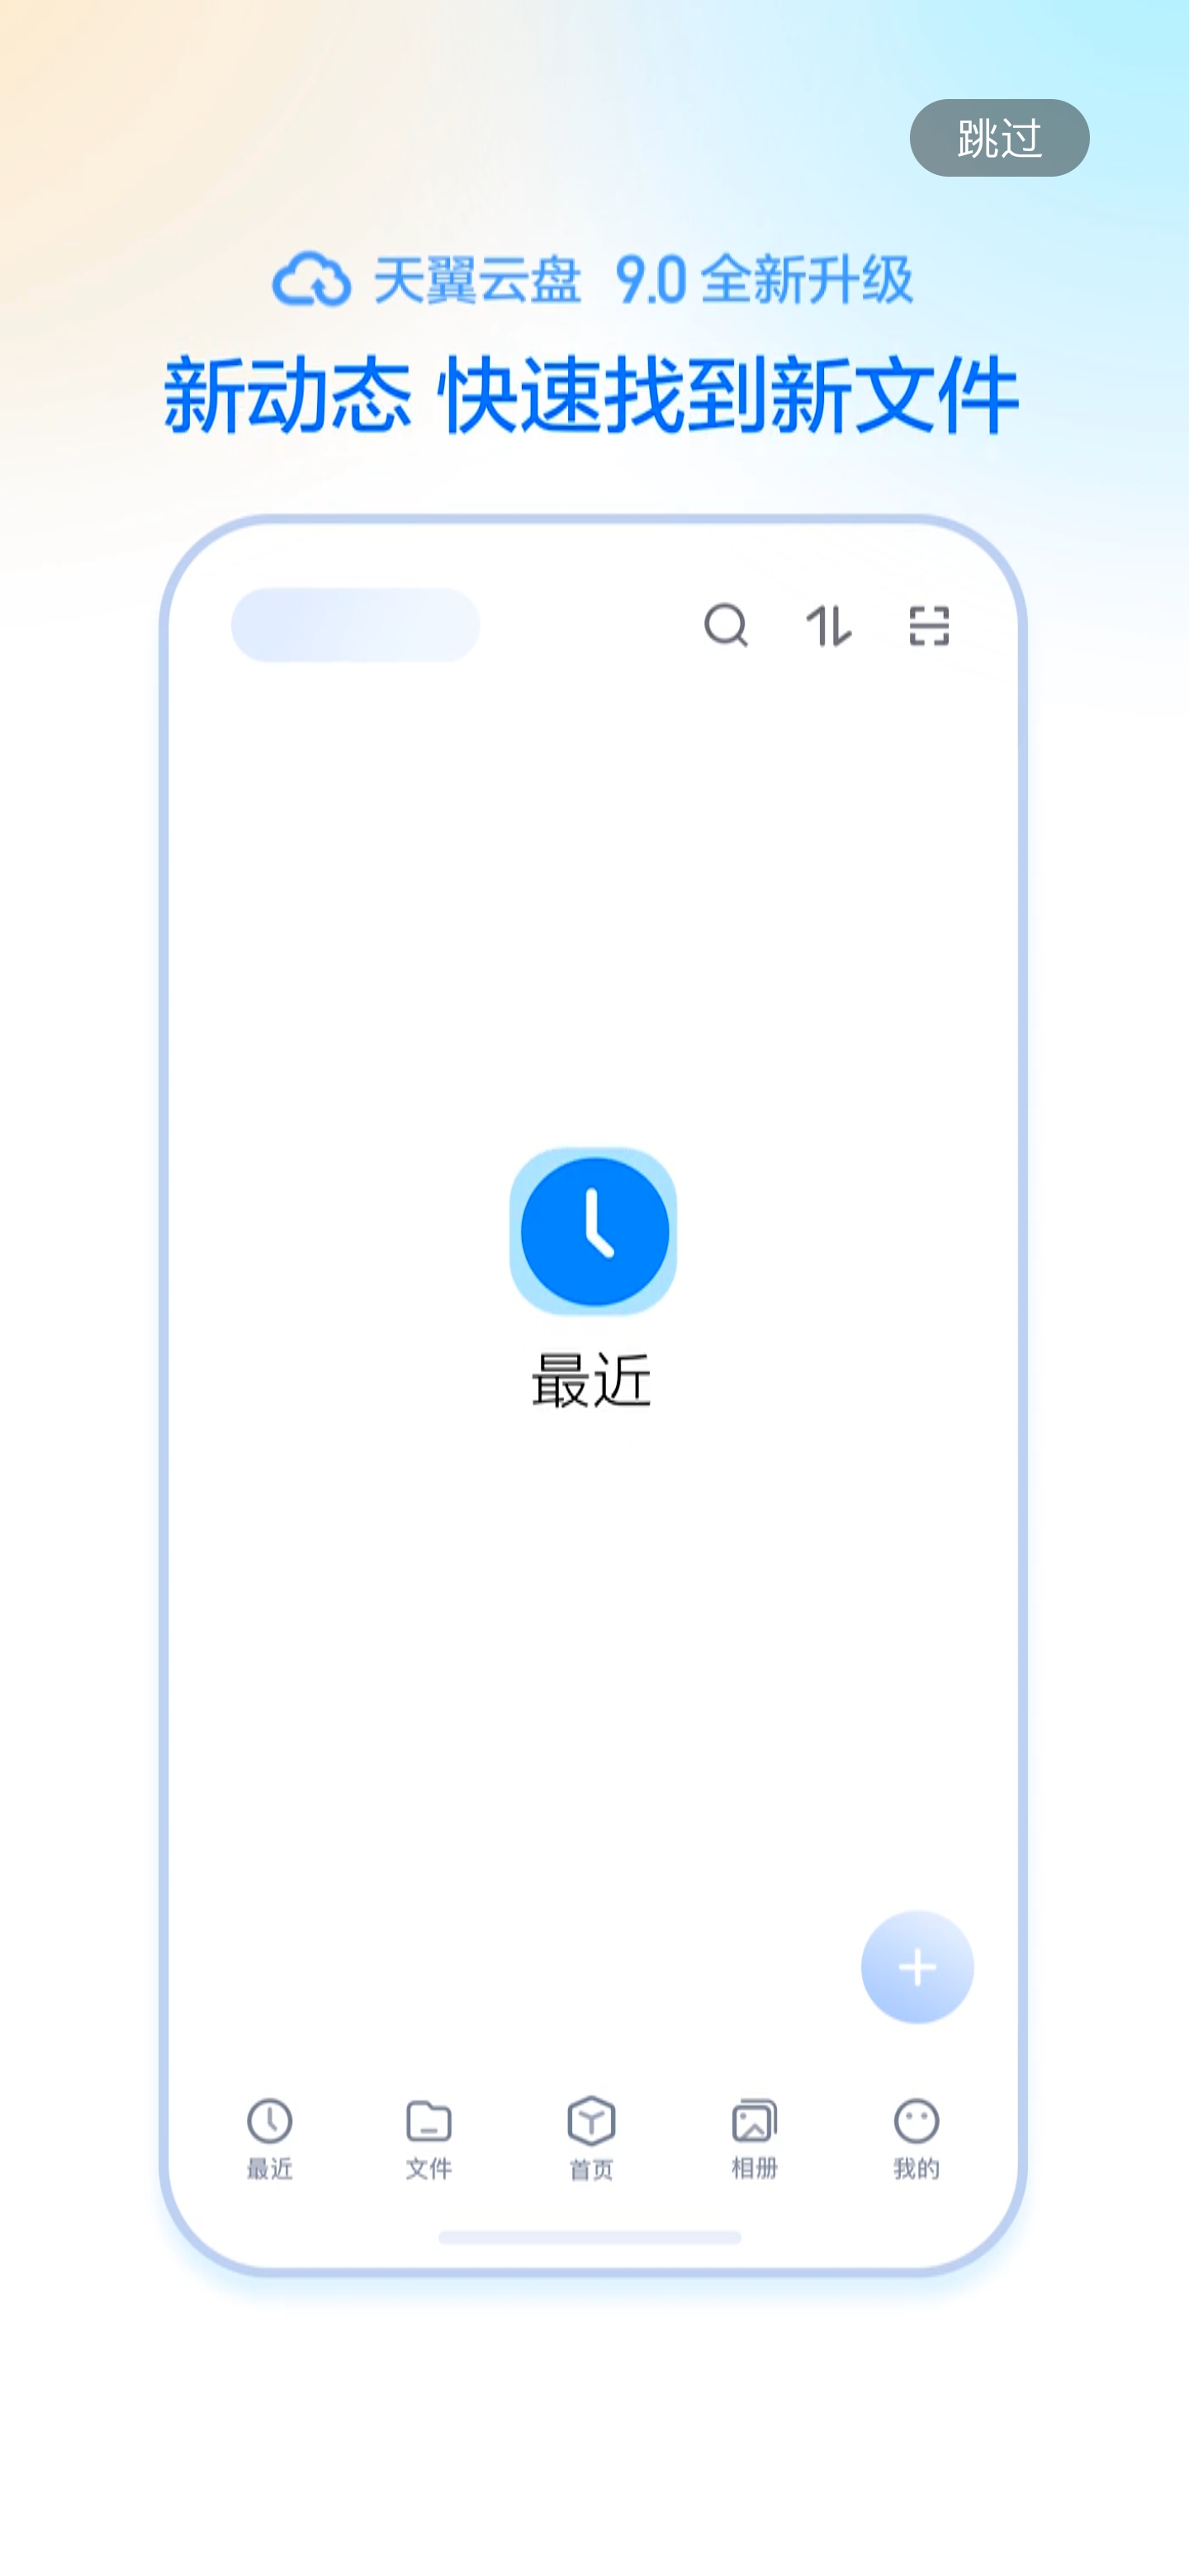 跳过
天翼云盘 9.0 全新升级
新动态 快速找到新文件
最近
最近 文件 首页 相册 我的